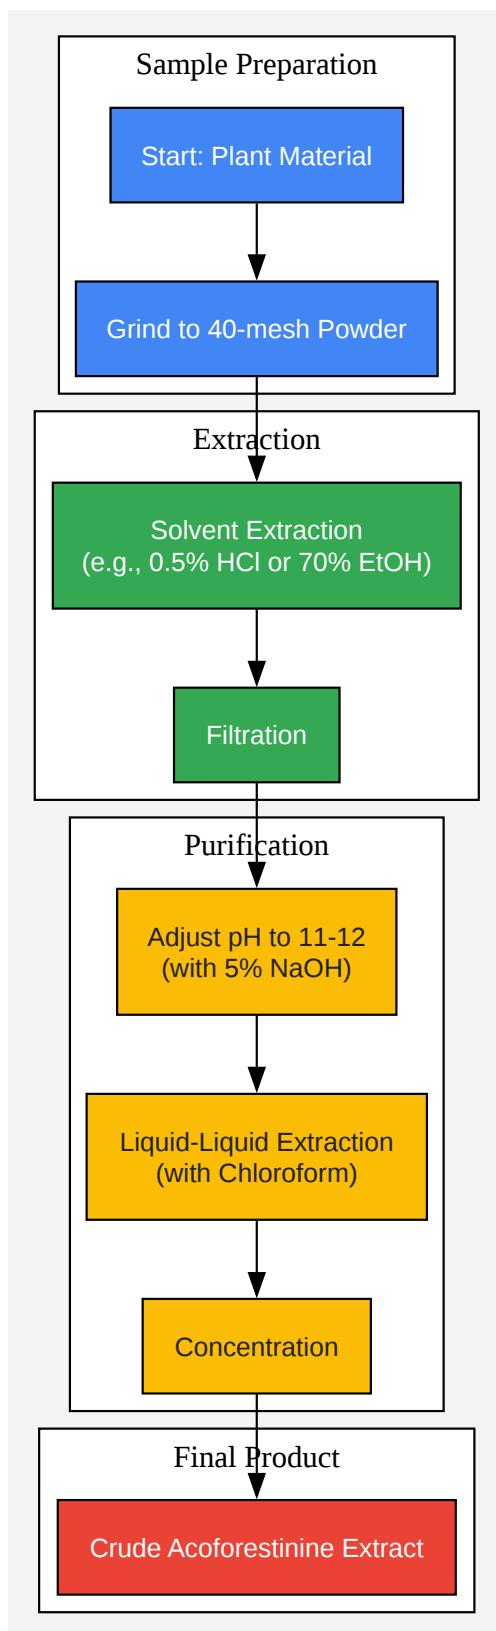 Sample Preparation
Start: Plant Material
Grind to 40-mesh Powder
Extraction
Solvent Extraction
(e.g., 0.5% HCl or 70% EtOH)
Filtration
Purification
Adjust pH to 11-12
(with 5% NaOH)
Liquid-Liquid Extraction
(with Chloroform)
Concentration
Final Product
Crude Acoforestinine Extract